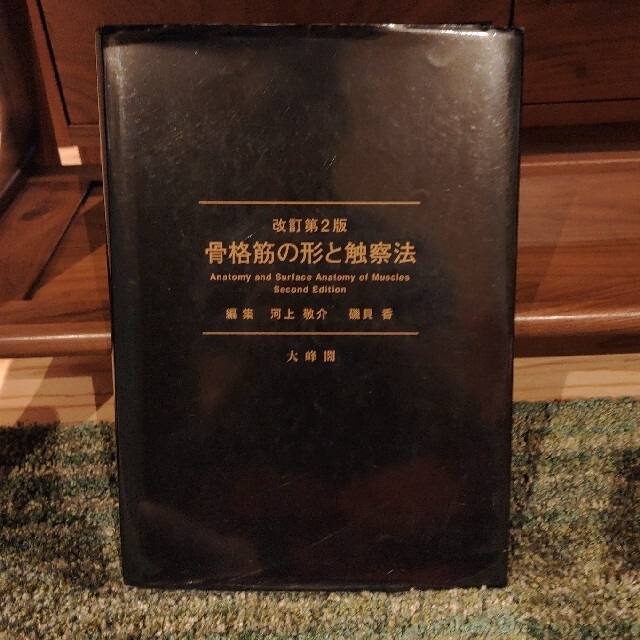 改訂第2版
骨格筋の形と触察法
Anatomy and Surface Anatomy of Muscles
Second Edition
編集 河上 敬介 磯貝 香
大峰閣